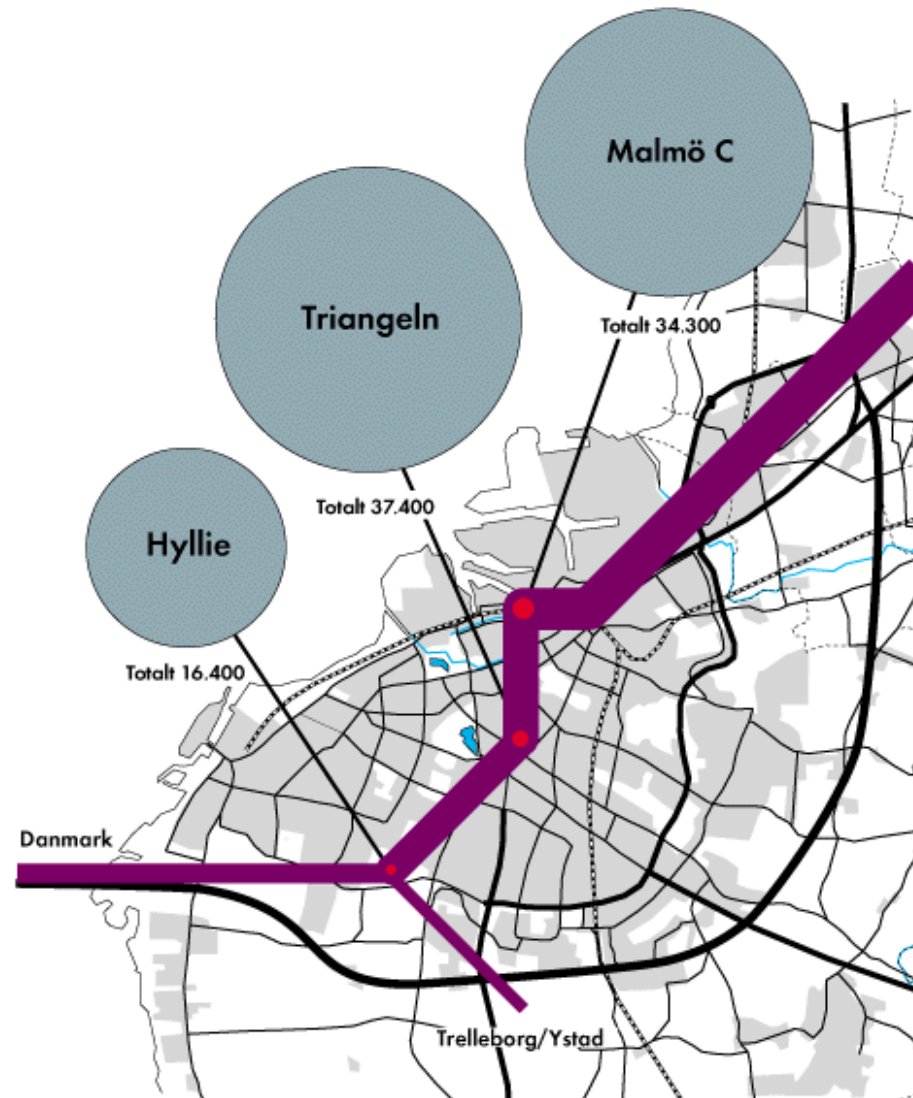 Malmö C
Totalt 34.300
Triangeln
Totalt 37.400
Hyllie
Totalt 16.400
Danmark
Trelleborg/Ystad